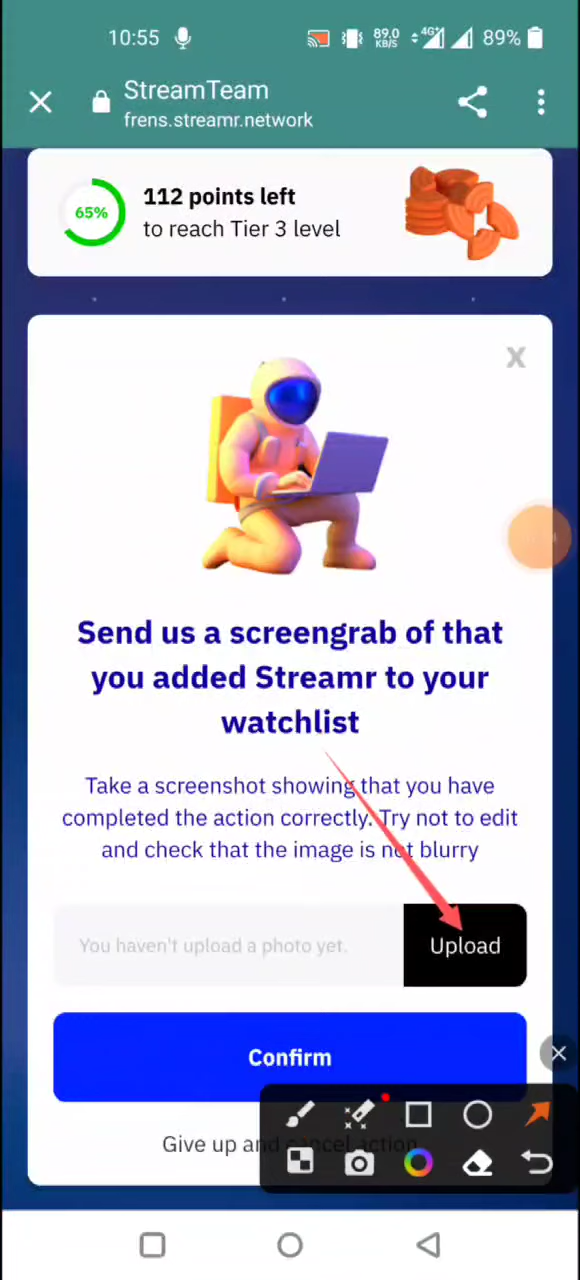 10:55
89.0
KB/S
4G+
89%
StreamTeam
frens.streamr.network
65%
112 points left
to reach Tier 3 level
X
Send us a screengrab of that
you added Streamr to your
watchlist
Take a screenshot showing that you have
completed the action correctly. Try not to edit
and check that the image is not blurry
You haven't upload a photo yet.
Upload
Confirm
Give up and cancel action